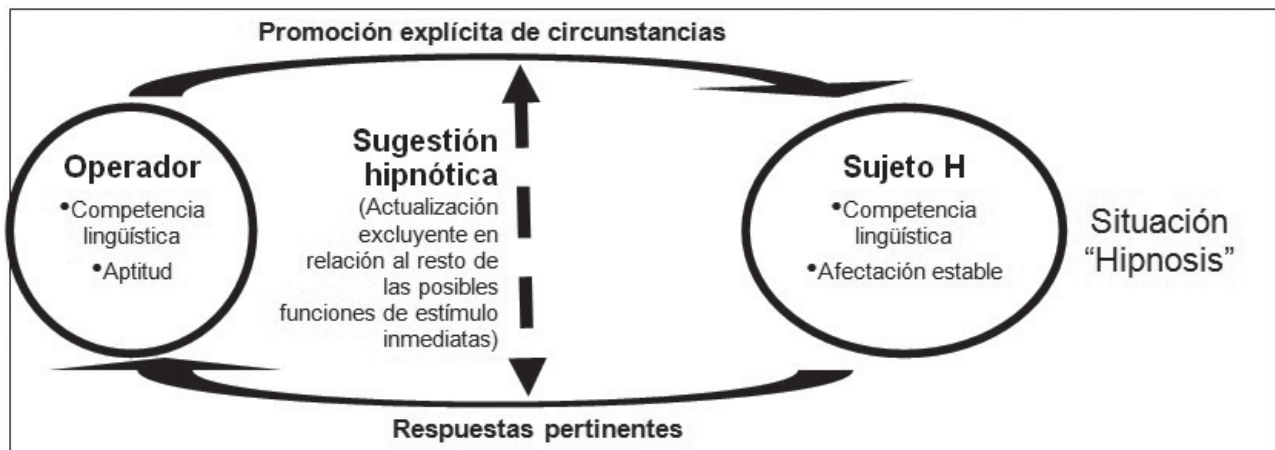 Promoción explícita de circunstancias
Operador
•Competencia
lingüística
•Aptitud
Sugestión
hipnótica
(Actualización
excluyente en
relación al resto de
las posibles
funciones de estímulo
inmediatas)
Sujeto H
•Competencia
lingüística
•Afectación estable
Situación
“Hipnosis”
Respuestas pertinentes